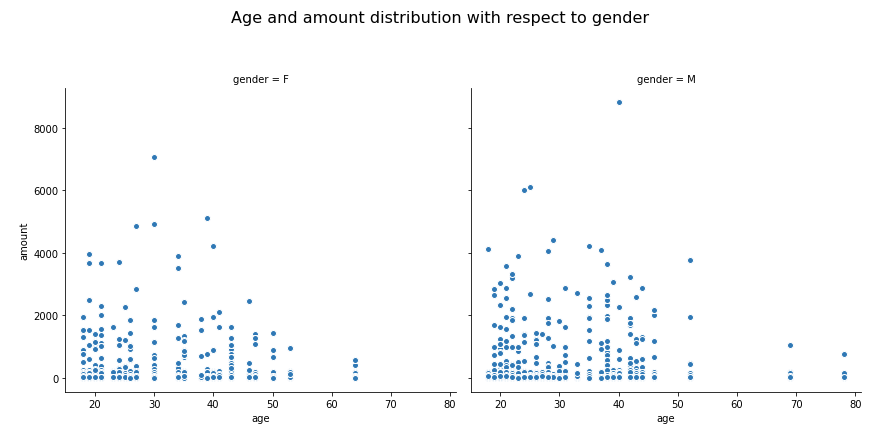 Age and amount distribution with respect to gender
gender = F
gender = M
amount
8000
6000
4000
2000
0
20 30 40 50 60 70 80
20 30 40 50 60 70 80
age
age